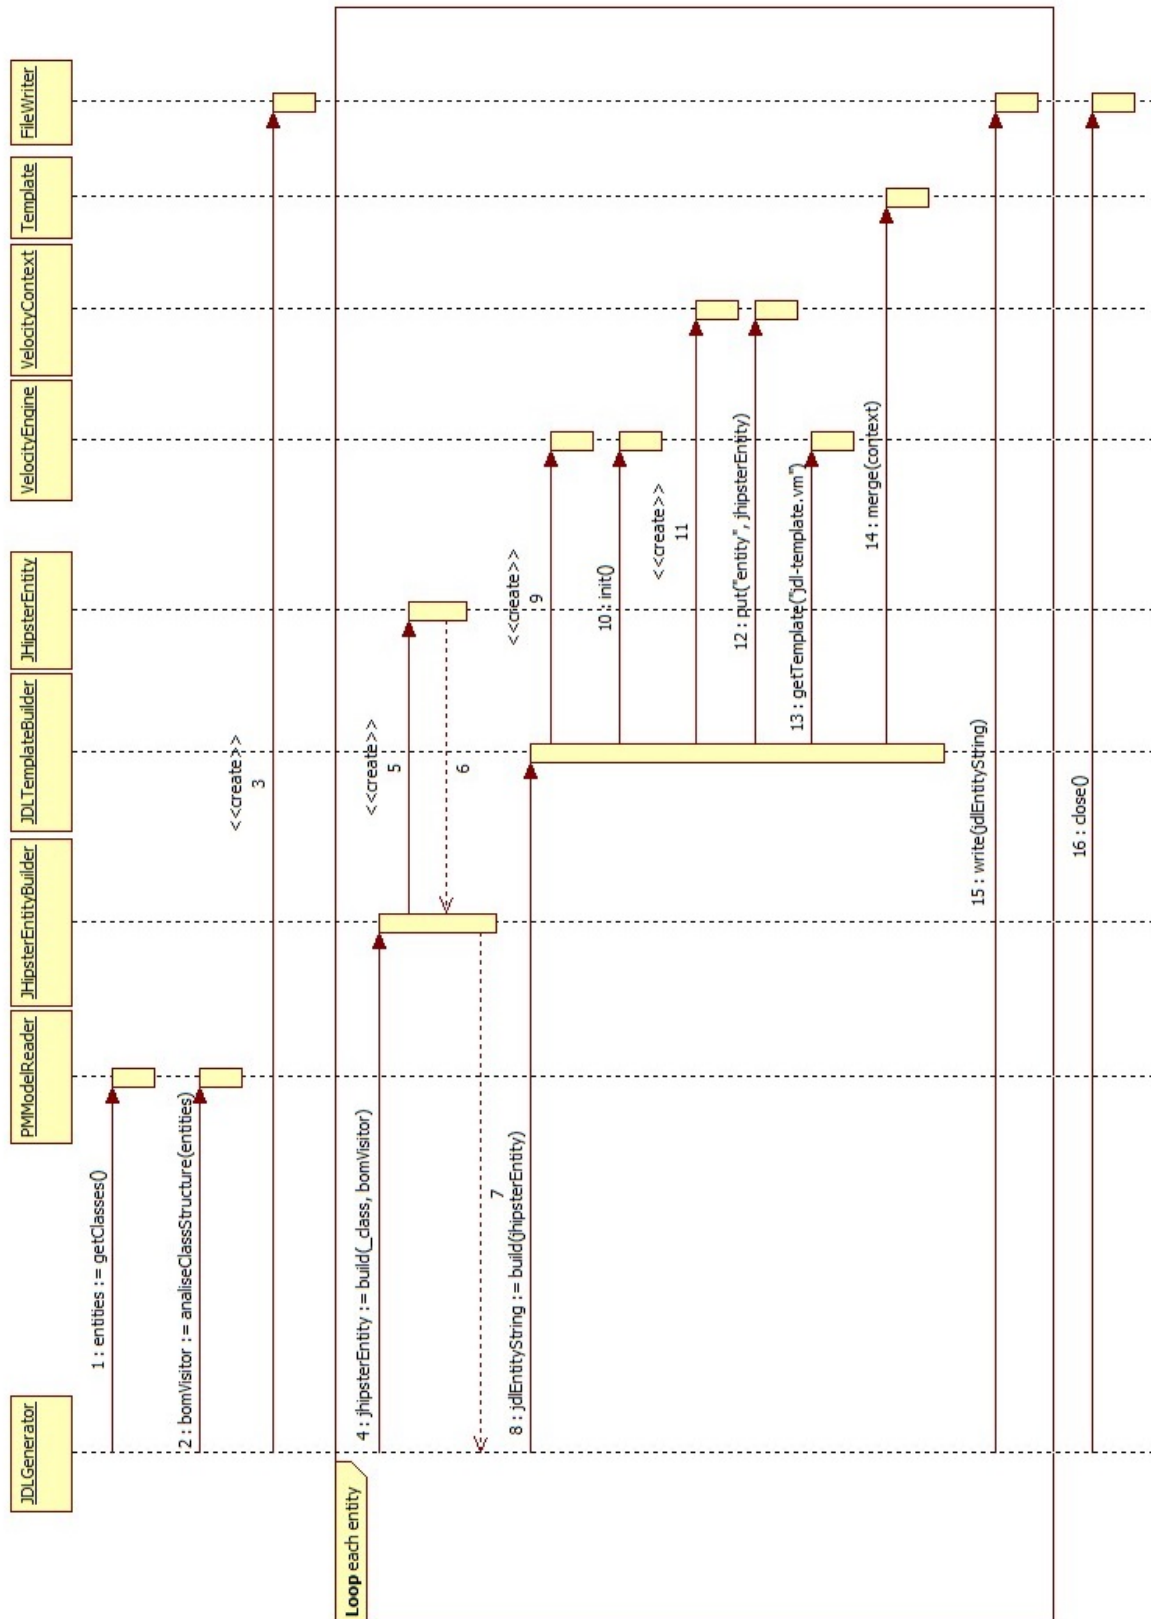 JDLGenerator
PMModelReader
JHipsterEntityBuilder
JDLTemplateBuilder
JHipsterEntity
VelocityEngine
VelocityContext
Template
FileWriter
1 : entities := getClasses()
2 : bomVisitor := analiseClassStructure(entities)
<<create>>
3
Loop each entity
4 : jhipsterEntity := build(_class, bomVisitor)
<<create>>
5
6
7
8 : jdlEntityString := build(jhipsterEntity)
<<create>>
9
10 : init()
<<create>>
11
12 : put("entity", jhipsterEntity)
13 : getTemplate("jdl-template.vm")
14 : merge(context)
15 : write(jdlEntityString)
16 : close()